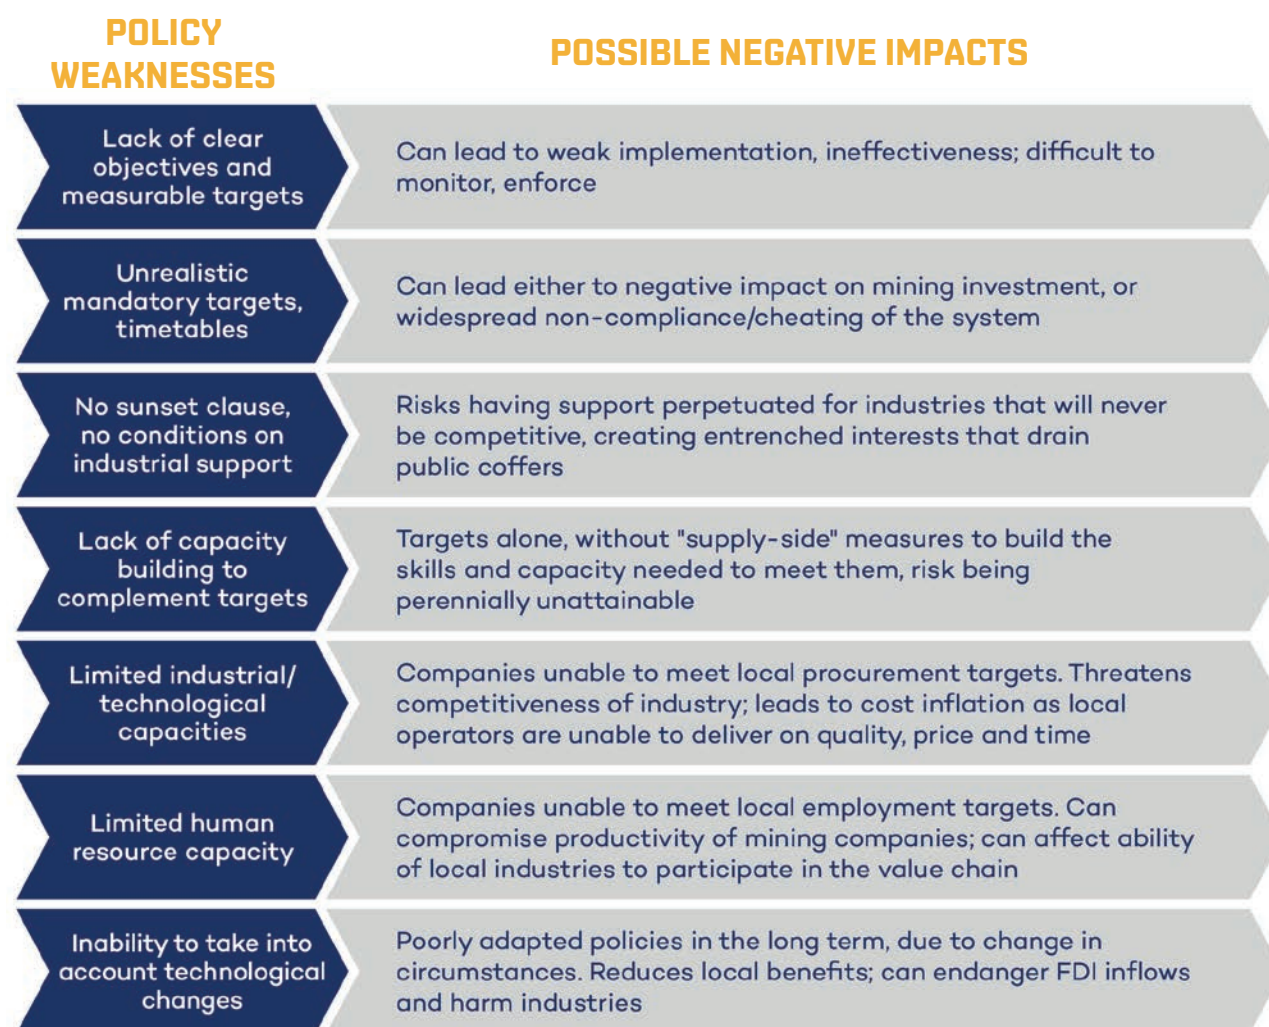 POLICY
WEAKNESSES
POSSIBLE NEGATIVE IMPACTS
Lack of clear
objectives and
measurable targets
Can lead to weak implementation, ineffectiveness; difficult to
monitor, enforce
Unrealistic
mandatory targets,
timetables
Can lead either to negative impact on mining investment, or
widespread non-compliance/cheating of the system
No sunset clause,
no conditions on
industrial support
Risks having support perpetuated for industries that will never
be competitive, creating entrenched interests that drain
public coffers
Lack of capacity
building to
complement targets
Targets alone, without "supply-side" measures to build the
skills and capacity needed to meet them, risk being
perennially unattainable
Limited industrial/
technological
capacities
Companies unable to meet local procurement targets. Threatens
competitiveness of industry; leads to cost inflation as local
operators are unable to deliver on quality, price and time
Limited human
resource capacity
Companies unable to meet local employment targets. Can
compromise productivity of mining companies; can affect ability
of local industries to participate in the value chain
Inability to take into
account technological
changes
Poorly adapted policies in the long term, due to change in
circumstances. Reduces local benefits; can endanger FDI inflows
and harm industries